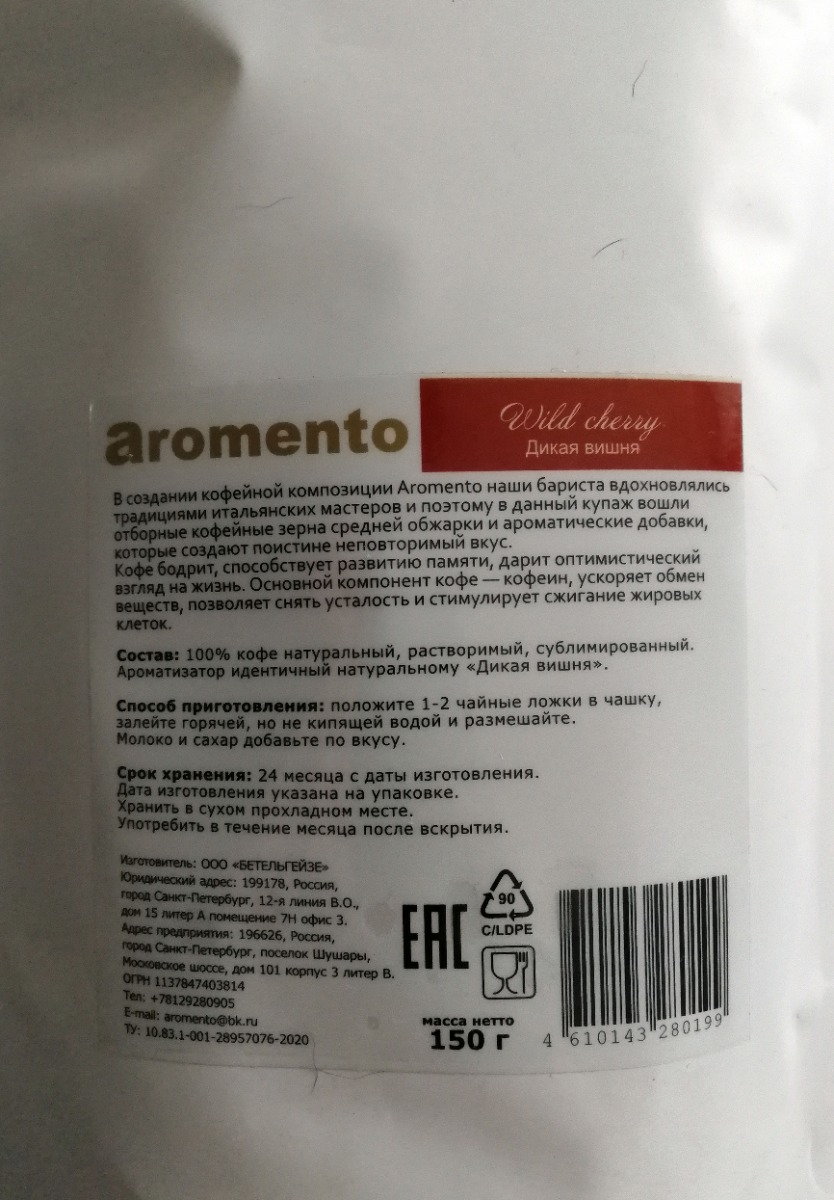 aromento
Wild cherry
Дикая вишня
В создании кофейной композиции Aromento наши бариста вдохновлялись
традициями итальянских мастеров и поэтому в данный купаж вошли
отборные кофейные зерна средней обжарки и ароматические добавки,
которые создают поистине неповторимый вкус.
Кофе бодрит, способствует развитию памяти, дарит оптимистический
взгляд на жизнь. Основной компонент кофе — кофеин, ускоряет обмен
веществ, позволяет снять усталость и стимулирует сжигание жировых
клеток.
Состав: 100% кофе натуральный, растворимый, сублимированный.
Ароматизатор идентичный натуральному «Дикая вишня».
Способ приготовления: положите 1-2 чайные ложки в чашку,
залейте горячей, но не кипящей водой и размешайте.
Молоко и сахар добавьте по вкусу.
Срок хранения: 24 месяца с даты изготовления.
Дата изготовления указана на упаковке.
Хранить в сухом прохладном месте.
Употребить в течение месяца после вскрытия.
Изготовитель: ООО «БЕТЕЛЬГЕЙЗЕ»
Юридический адрес: 199178, Россия,
город Санкт-Петербург, 12-я линия В.О.,
дом 15 литер А помещение 7Н офис 3.
Адрес предприятия: 196626, Россия,
город Санкт-Петербург, поселок Шушары,
Московское шоссе, дом 101 корпус 3 литер В.
ОГРН 1137847403814
Тел: +78129280905
E-mail: aromento@bk.ru
ТУ: 10.83.1-001-28957076-2020
EAC
90
C/LDPE
масса нетто
150 г
4 610143 280199